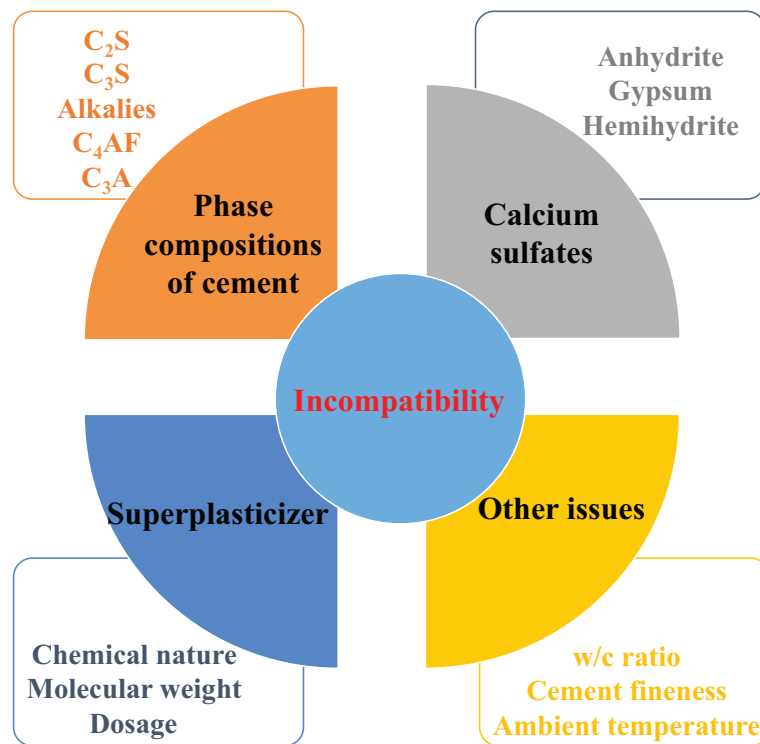 C₂S
C₃S
Alkalies
C₄AF
C₃A
Phase
compositions
of cement
Anhydrite
Gypsum
Hemihydrite
Calcium
sulfates
Incompatibility
Superplasticizer
Chemical nature
Molecular weight
Dosage
Other issues
w/c ratio
Cement fineness
Ambient temperature